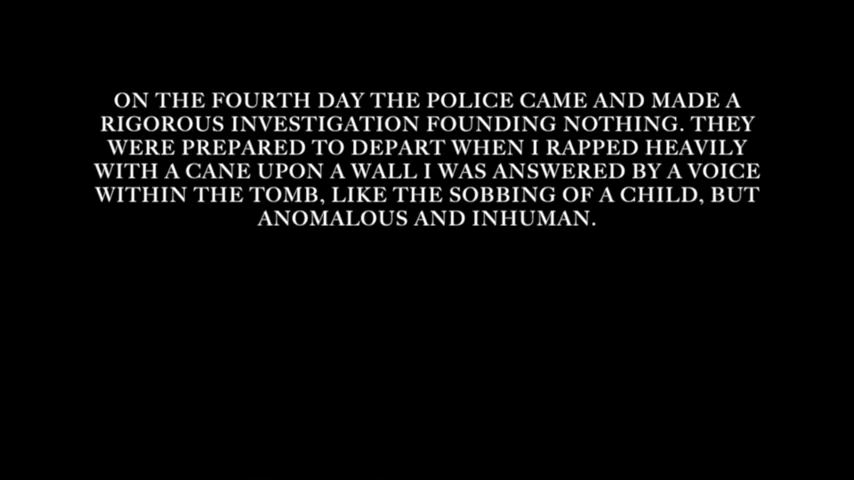 ON THE FOURTH DAY THE POLICE CAME AND MADE A
RIGOROUS INVESTIGATION FOUNDING NOTHING. THEY
WERE PREPARED TO DEPART WHEN I RAPPED HEAVILY
WITH A CANE UPON A WALL I WAS ANSWERED BY A VOICE
WITHIN THE TOMB, LIKE THE SOBBING OF A CHILD, BUT
ANOMALOUS AND INHUMAN.